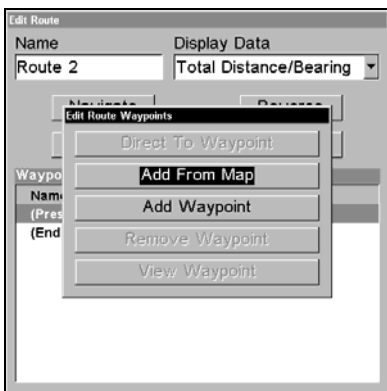 Edit Route
Name Display Data
Route 2 Total Distance/Bearing
Edit Route Waypoints
Direct To Waypoint
Add From Map
Add Waypoint
Remove Waypoint
View Waypoint
(End